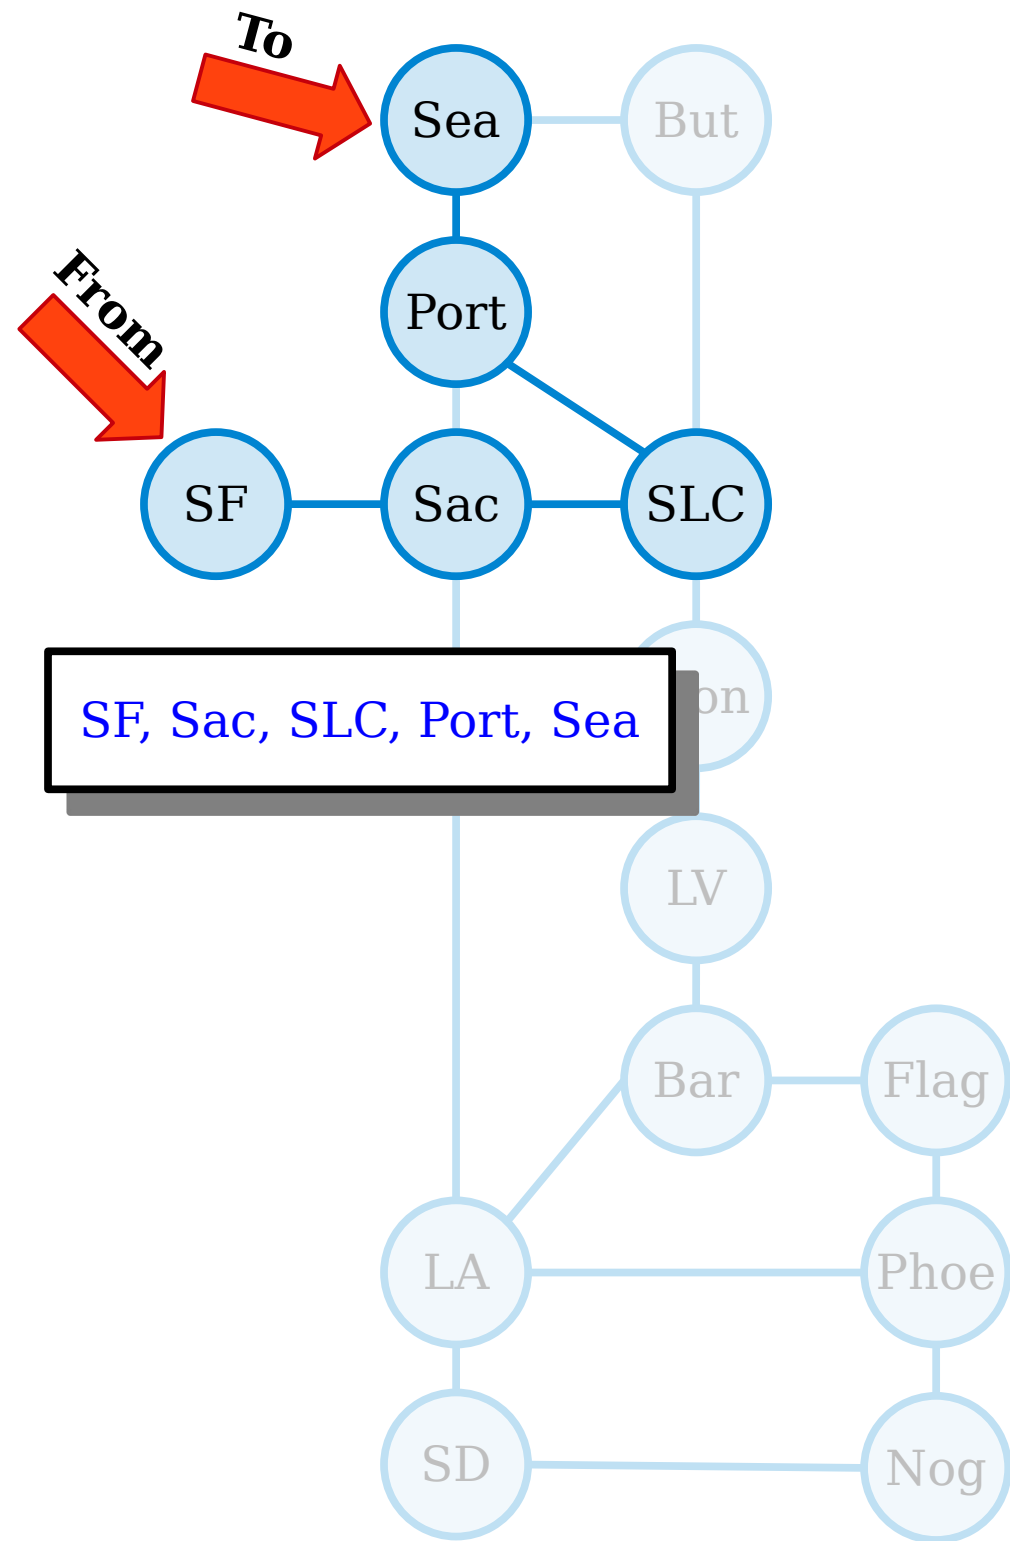 To
Sea
But
From
Port
SF
Sac
SLC
SF, Sac, SLC, Port, Sea
LV
Bar
Flag
LA
Phoe
SD
Nog